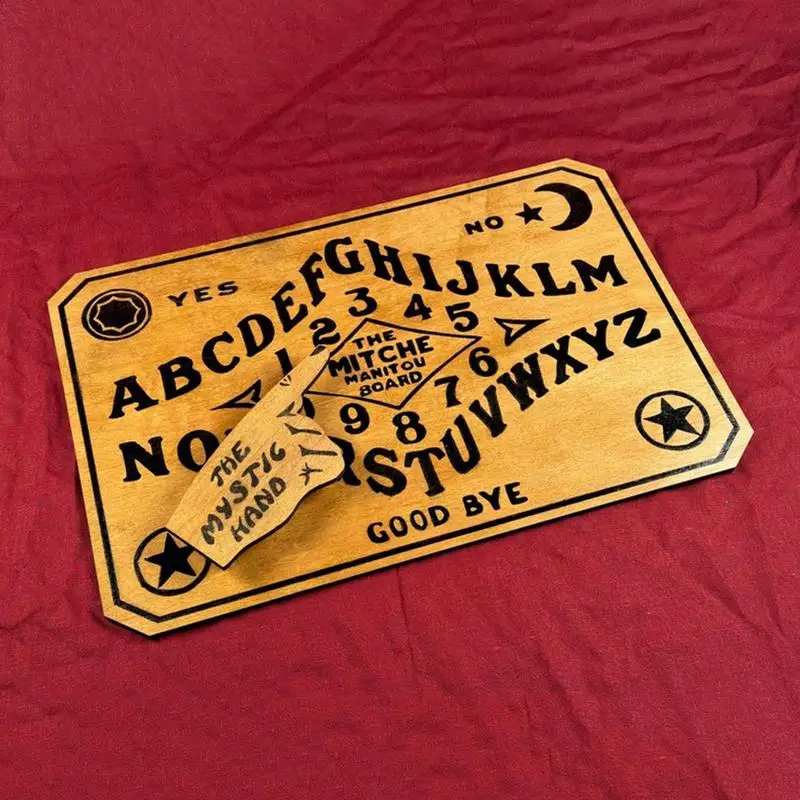 YES
NO
ABCDEFGHIJKLM
1 2 3 4 5
THE
MITCHE
MANITOU
BOARD
6 7 8 9
NO
STUVWXYZ
GOOD BYE
THE
MYSTIC
HAND